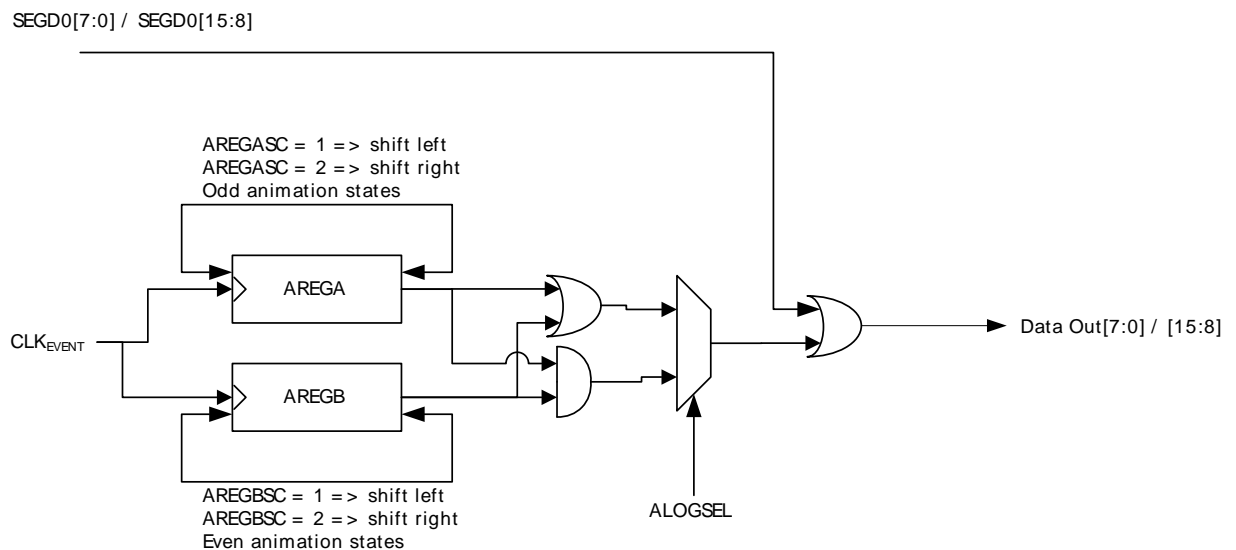 SEGD0[7:0] / SEGD0[15:8]
AREGASC = 1 => shift left
AREGASC = 2 => shift right
Odd animation states
AREGA
CLKEVENT
Data Out[7:0] / [15:8]
AREGB
AREGBSC = 1 => shift left
AREGBSC = 2 => shift right
Even animation states
ALOGSEL